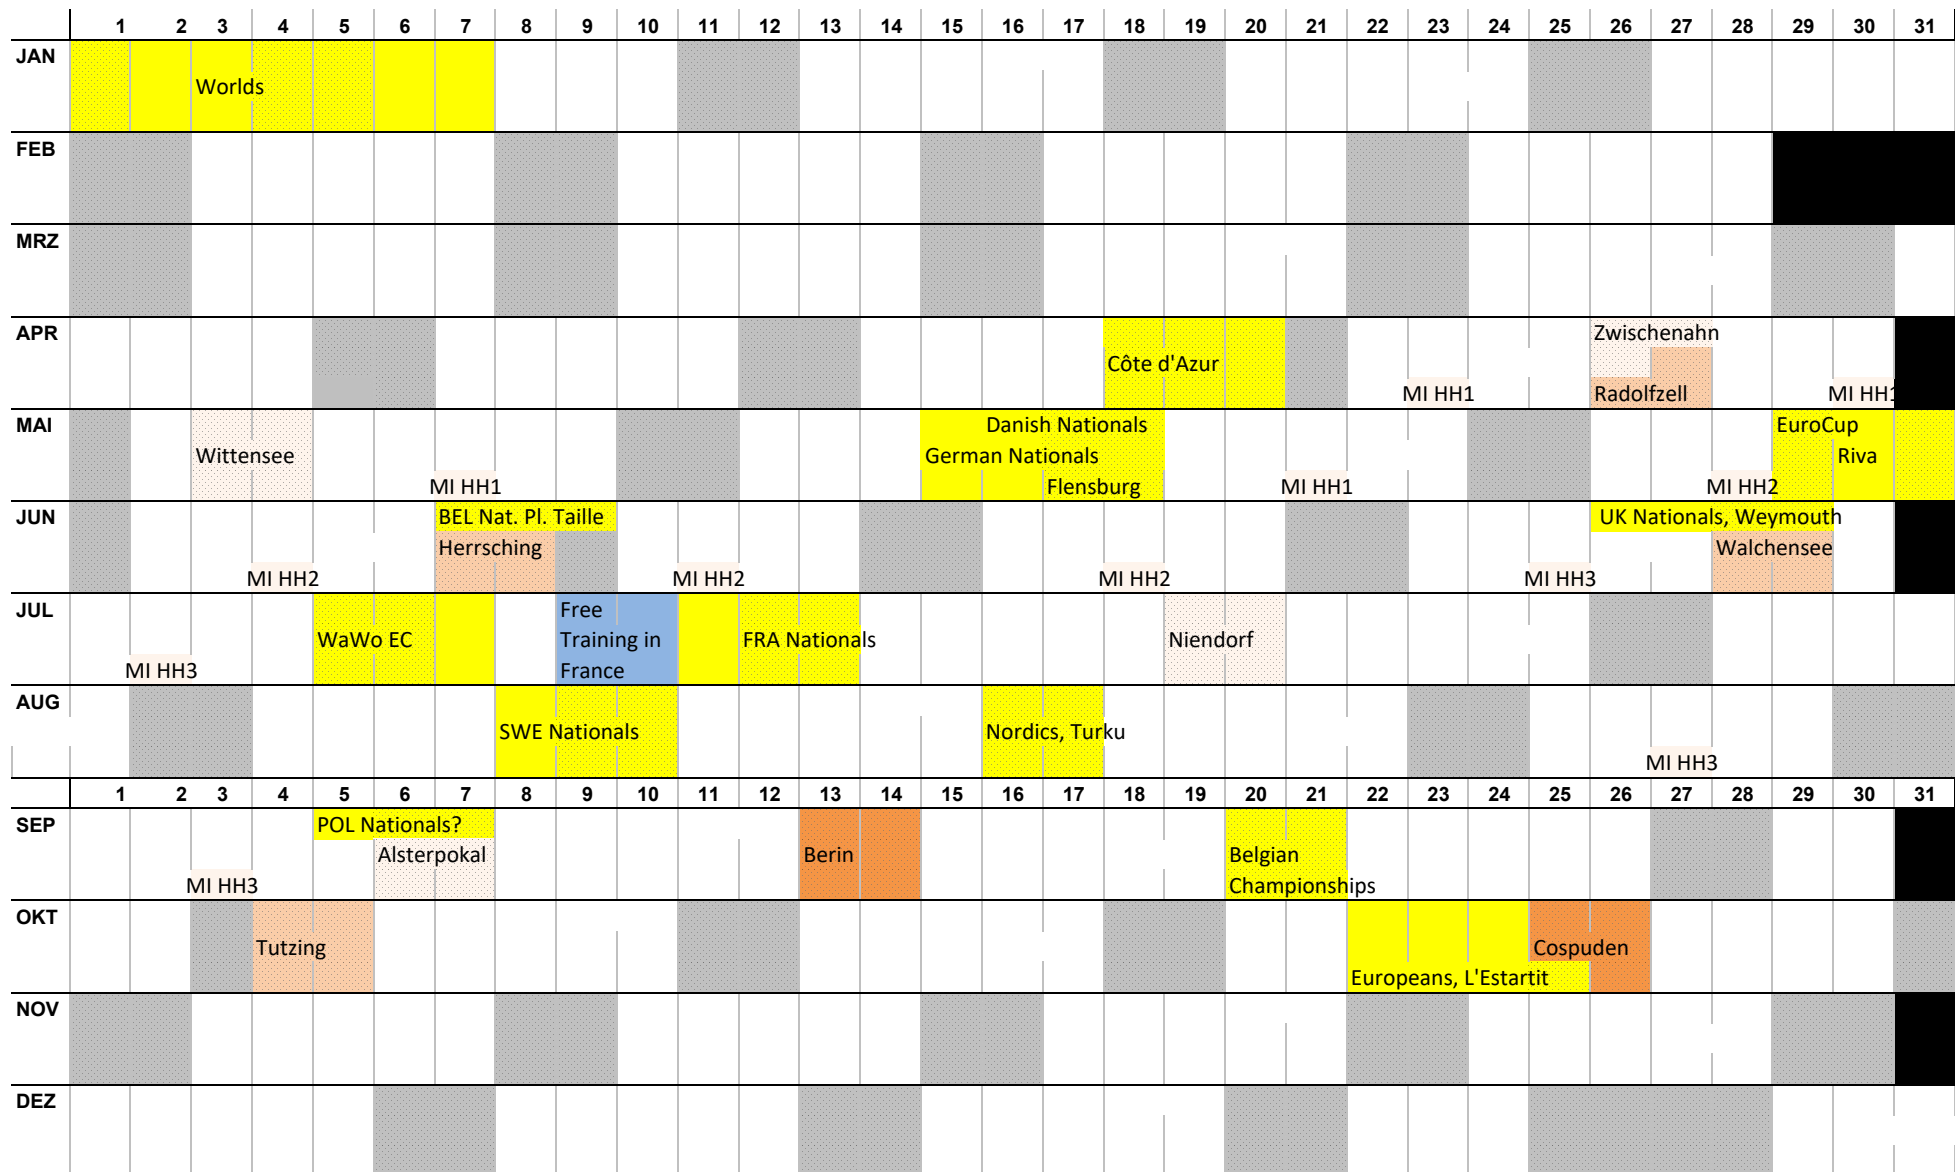 1 2 3 4 5 6 7 8 9 10 11 12 13 14 15 16 17 18 19 20 21 22 23 24 25 26 27 28 29 30 31
JAN
Worlds
FEB
MRZ
APR
Zwischenahn
Côte d'Azur
MI HH1 Radolfzell MI HH1
MAI
Danish Nationals EuroCup
Wittensee German Nationals Riva
MI HH1 Flensburg MI HH1 MI HH2
JUN
BEL Nat. Pl. Taille UK Nationals, Weymouth
Herrsching Walchensee
MI HH2 MI HH2 MI HH2 MI HH3
JUL
Free
WaWo EC Training in FRA Nationals Niendorf
MI HH3 France
AUG
SWE Nationals Nordics, Turku
MI HH3
1 2 3 4 5 6 7 8 9 10 11 12 13 14 15 16 17 18 19 20 21 22 23 24 25 26 27 28 29 30 31
SEP
POL Nationals?
Alsterpokal Berin Belgian
MI HH3 Championships
OKT
Tutzing Cospuden
Europeans, L'Estartit
NOV
DEZ